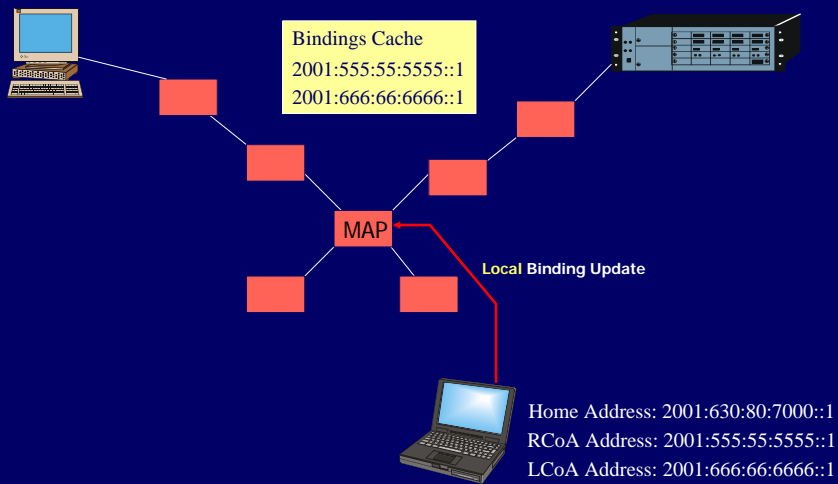 Bindings Cache
2001:555:55:5555::1
2001:666:66:6666::1
MAP
Local Binding Update
Home Address: 2001:630:80:7000::1
RCoA Address: 2001:555:55:5555::1
LCoA Address: 2001:666:66:6666::1